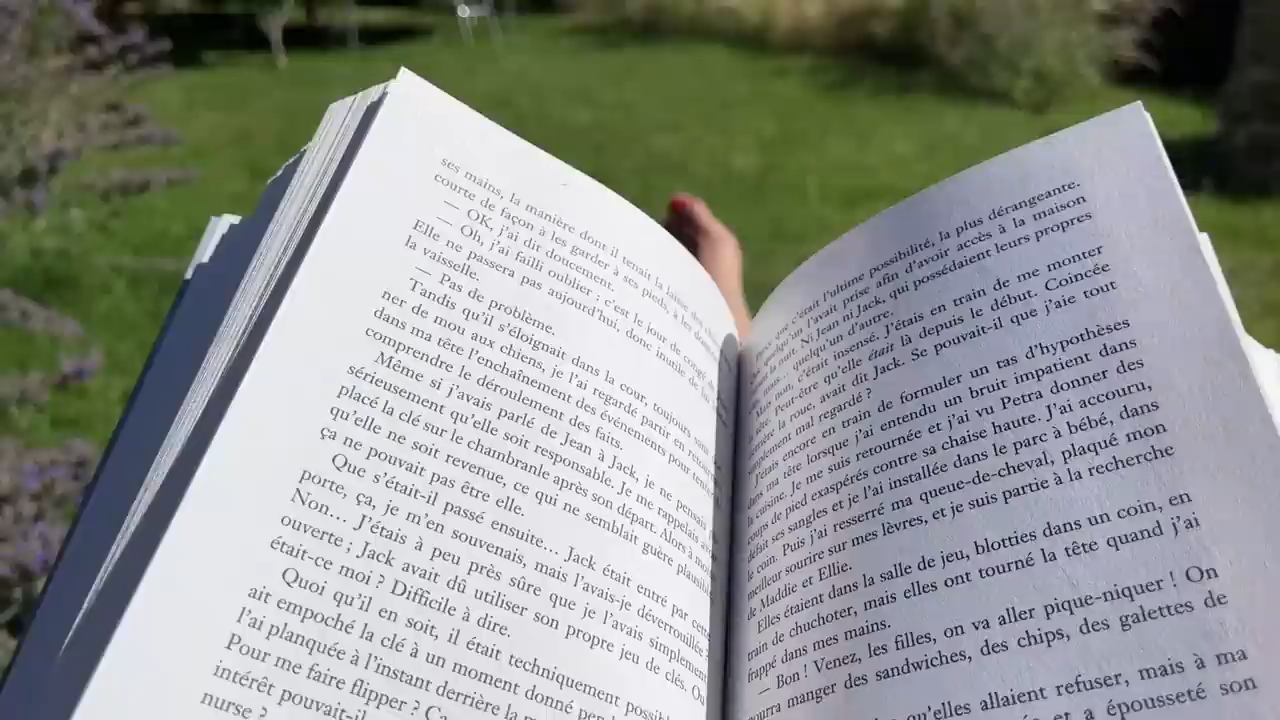 ses mains, la manière dont il tenait la laisse des
courte de façon à les garder à ses pieds, à les
— OK, j'ai dit doucement.
— Oh, j'ai failli oublier ; c'est le jour de congé
Elle ne passera pas aujourd'hui, donc inutile de
la vaisselle.
— Pas de problème.
Tandis qu'il s'éloignait dans la cour, toujours
ner de mou aux chiens, je l'ai regardé partir en
dans ma tête l'enchaînement des événements pour
comprendre le déroulement des faits.
Même si j'avais parlé de Jean à Jack, je ne pensais
sérieusement qu'elle soit responsable. Je me rappelais
placé la clé sur le chambranle après son départ. Alors à
qu'elle ne soit revenue, ce qui ne semblait guère
ça ne pouvait pas être elle.
Que s'était-il passé ensuite… Jack était entré par cette
porte, ça, je m'en souvenais, mais l'avais-je déverrouillée ?
Non… J'étais à peu près sûre que je l'avais simplement
ouverte ; Jack avait dû utiliser son propre jeu de clés. Ou
était-ce moi ? Difficile à dire.
Quoi qu'il en soit, il était techniquement
ait empoché la clé à un moment donné
l'ai planquée à l'instant derrière la
Pour me faire flipper ?
intérêt pouvait-il
nurse ?
c'était l'ultime possibilité, la plus dérangeante.
l'avait prise afin d'avoir accès à la maison
la nuit. Ni Jean ni Jack, qui possédaient leurs propres
mais… quelqu'un d'autre.
Mais non, c'était insensé. J'étais en train de me monter
la tête. Peut-être qu'elle était là depuis le début. Coincée
la roue, avait dit Jack. Se pouvait-il que j'aie tout
simplement mal regardé ?
J'étais encore en train de formuler un tas d'hypothèses
dans ma tête lorsque j'ai entendu un bruit impatient dans
la cuisine. Je me suis retournée et j'ai vu Petra donner des
coups de pied exaspérés contre sa chaise haute. J'ai accouru,
défait ses sangles et je l'ai installée dans le parc à bébé, dans
le coin. Puis j'ai resserré ma queue-de-cheval, plaqué mon
meilleur sourire sur mes lèvres, et je suis partie à la recherche
de Maddie et Ellie.
Elles étaient dans la salle de jeu, blotties dans un coin, en
train de chuchoter, mais elles ont tourné la tête quand j'ai
frappé dans mes mains.
— Bon ! Venez, les filles, on va aller pique-niquer ! On
pourra manger des sandwiches, des chips, des galettes de
qu'elles allaient refuser, mais à ma
et a épousseté son